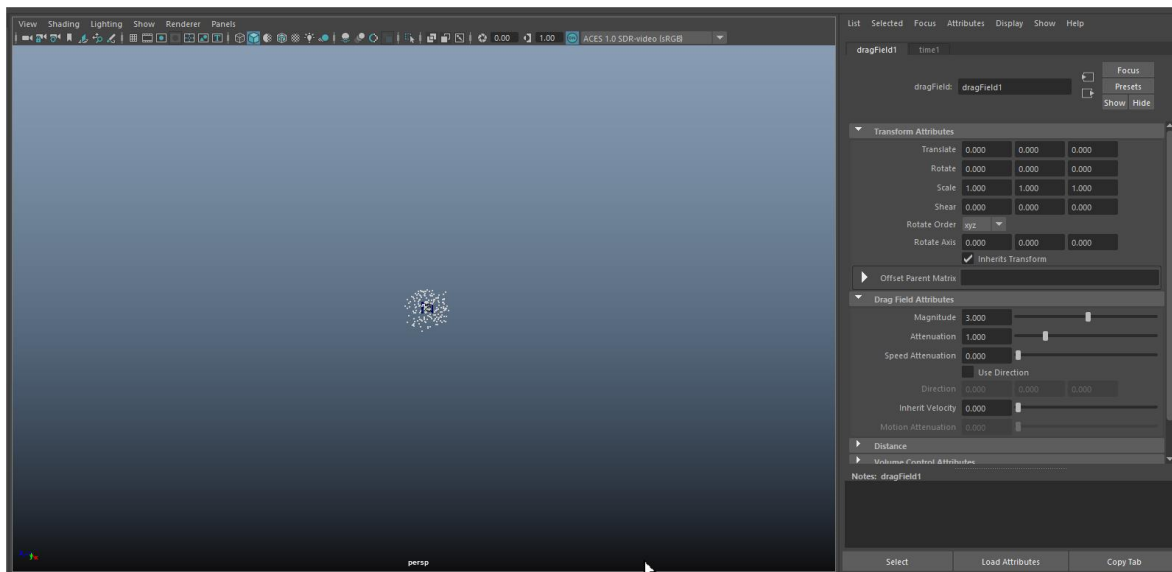 View Shading Lighting Show Renderer Panels
0.00 1.00 ACES 1.0 SDR-video (sRGB)
persp
List Selected Focus Attributes Display Show Help
dragField1 time1
dragField: dragField1
Focus
Presets
Show Hide
Transform Attributes
Translate 0.000 0.000 0.000
Rotate 0.000 0.000 0.000
Scale 1.000 1.000 1.000
Shear 0.000 0.000 0.000
Rotate Order xyz
Rotate Axis 0.000 0.000 0.000
Inherits Transform
Offset Parent Matrix
Drag Field Attributes
Magnitude 3.000
Attenuation 1.000
Speed Attenuation 0.000
Use Direction
Direction 0.000 0.000 0.000
Inherit Velocity 0.000
Motion Attenuation 0.000
Distance
Volume Control Attributes
Notes: dragField1
Select Load Attributes Copy Tab